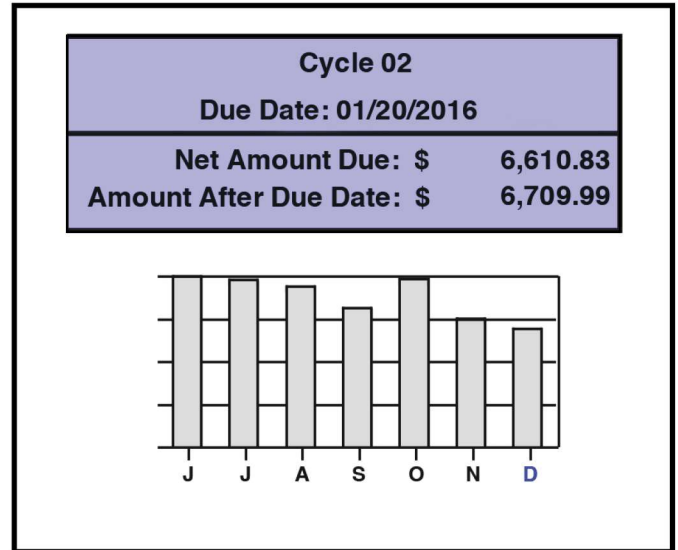 Cycle 02
Due Date: 01/20/2016
Net Amount Due: $ 6,610.83
Amount After Due Date: $ 6,709.99
J J A S O N D